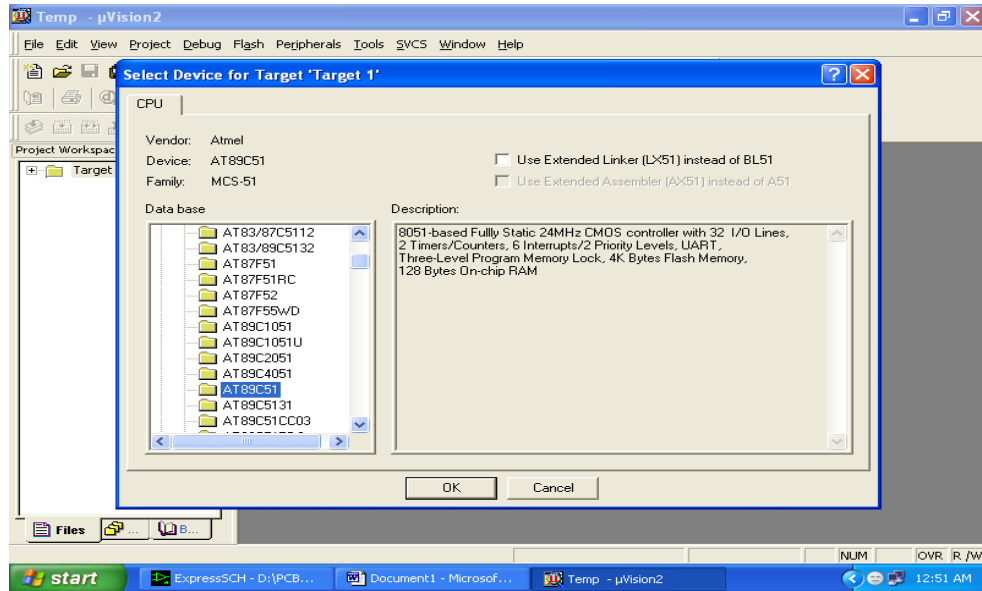 Temp - µVision2
File Edit View Project Debug Flash Peripherals Tools SVCS Window Help
Select Device for Target 'Target 1'
CPU
Vendor: Atmel
Device: AT89C51
Family: MCS-51
Use Extended Linker (LX51) instead of BL51
Use Extended Assembler (AX51) instead of A51
Project Workspac
Target
Data base
AT83/87C5112
AT83/89C5132
AT87F51
AT87F51RC
AT87F52
AT87F55WD
AT89C1051
AT89C1051U
AT89C2051
AT89C4051
AT89C51
AT89C5131
AT89C51CC03
Description:
8051-based Fullly Static 24MHz CMOS controller with 32 I/O Lines,
2 Timers/Counters, 6 Interrupts/2 Priority Levels, UART,
Three-Level Program Memory Lock, 4K Bytes Flash Memory,
128 Bytes On-chip RAM
OK Cancel
Files ... B...
NUM OVR R/W
start ExpressSCH - D:\PCB... Document1 - Microsof... Temp - µVision2 12:51 AM